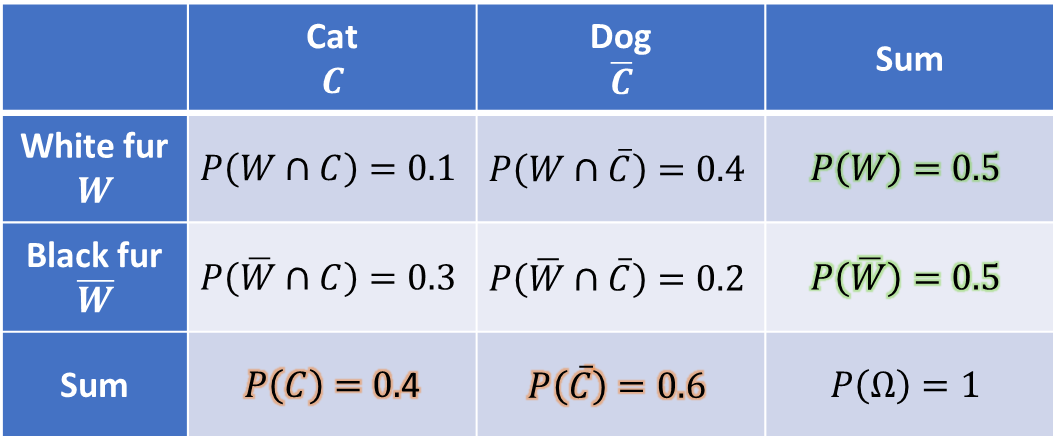 Cat
C
Dog
C̅
Sum
White fur
W
P(W ∩ C) = 0.1
P(W ∩ C̅) = 0.4
P(W) = 0.5
Black fur
W̅
P(W̅ ∩ C) = 0.3
P(W̅ ∩ C̅) = 0.2
P(W̅) = 0.5
Sum
P(C) = 0.4
P(C̅) = 0.6
P(Ω) = 1